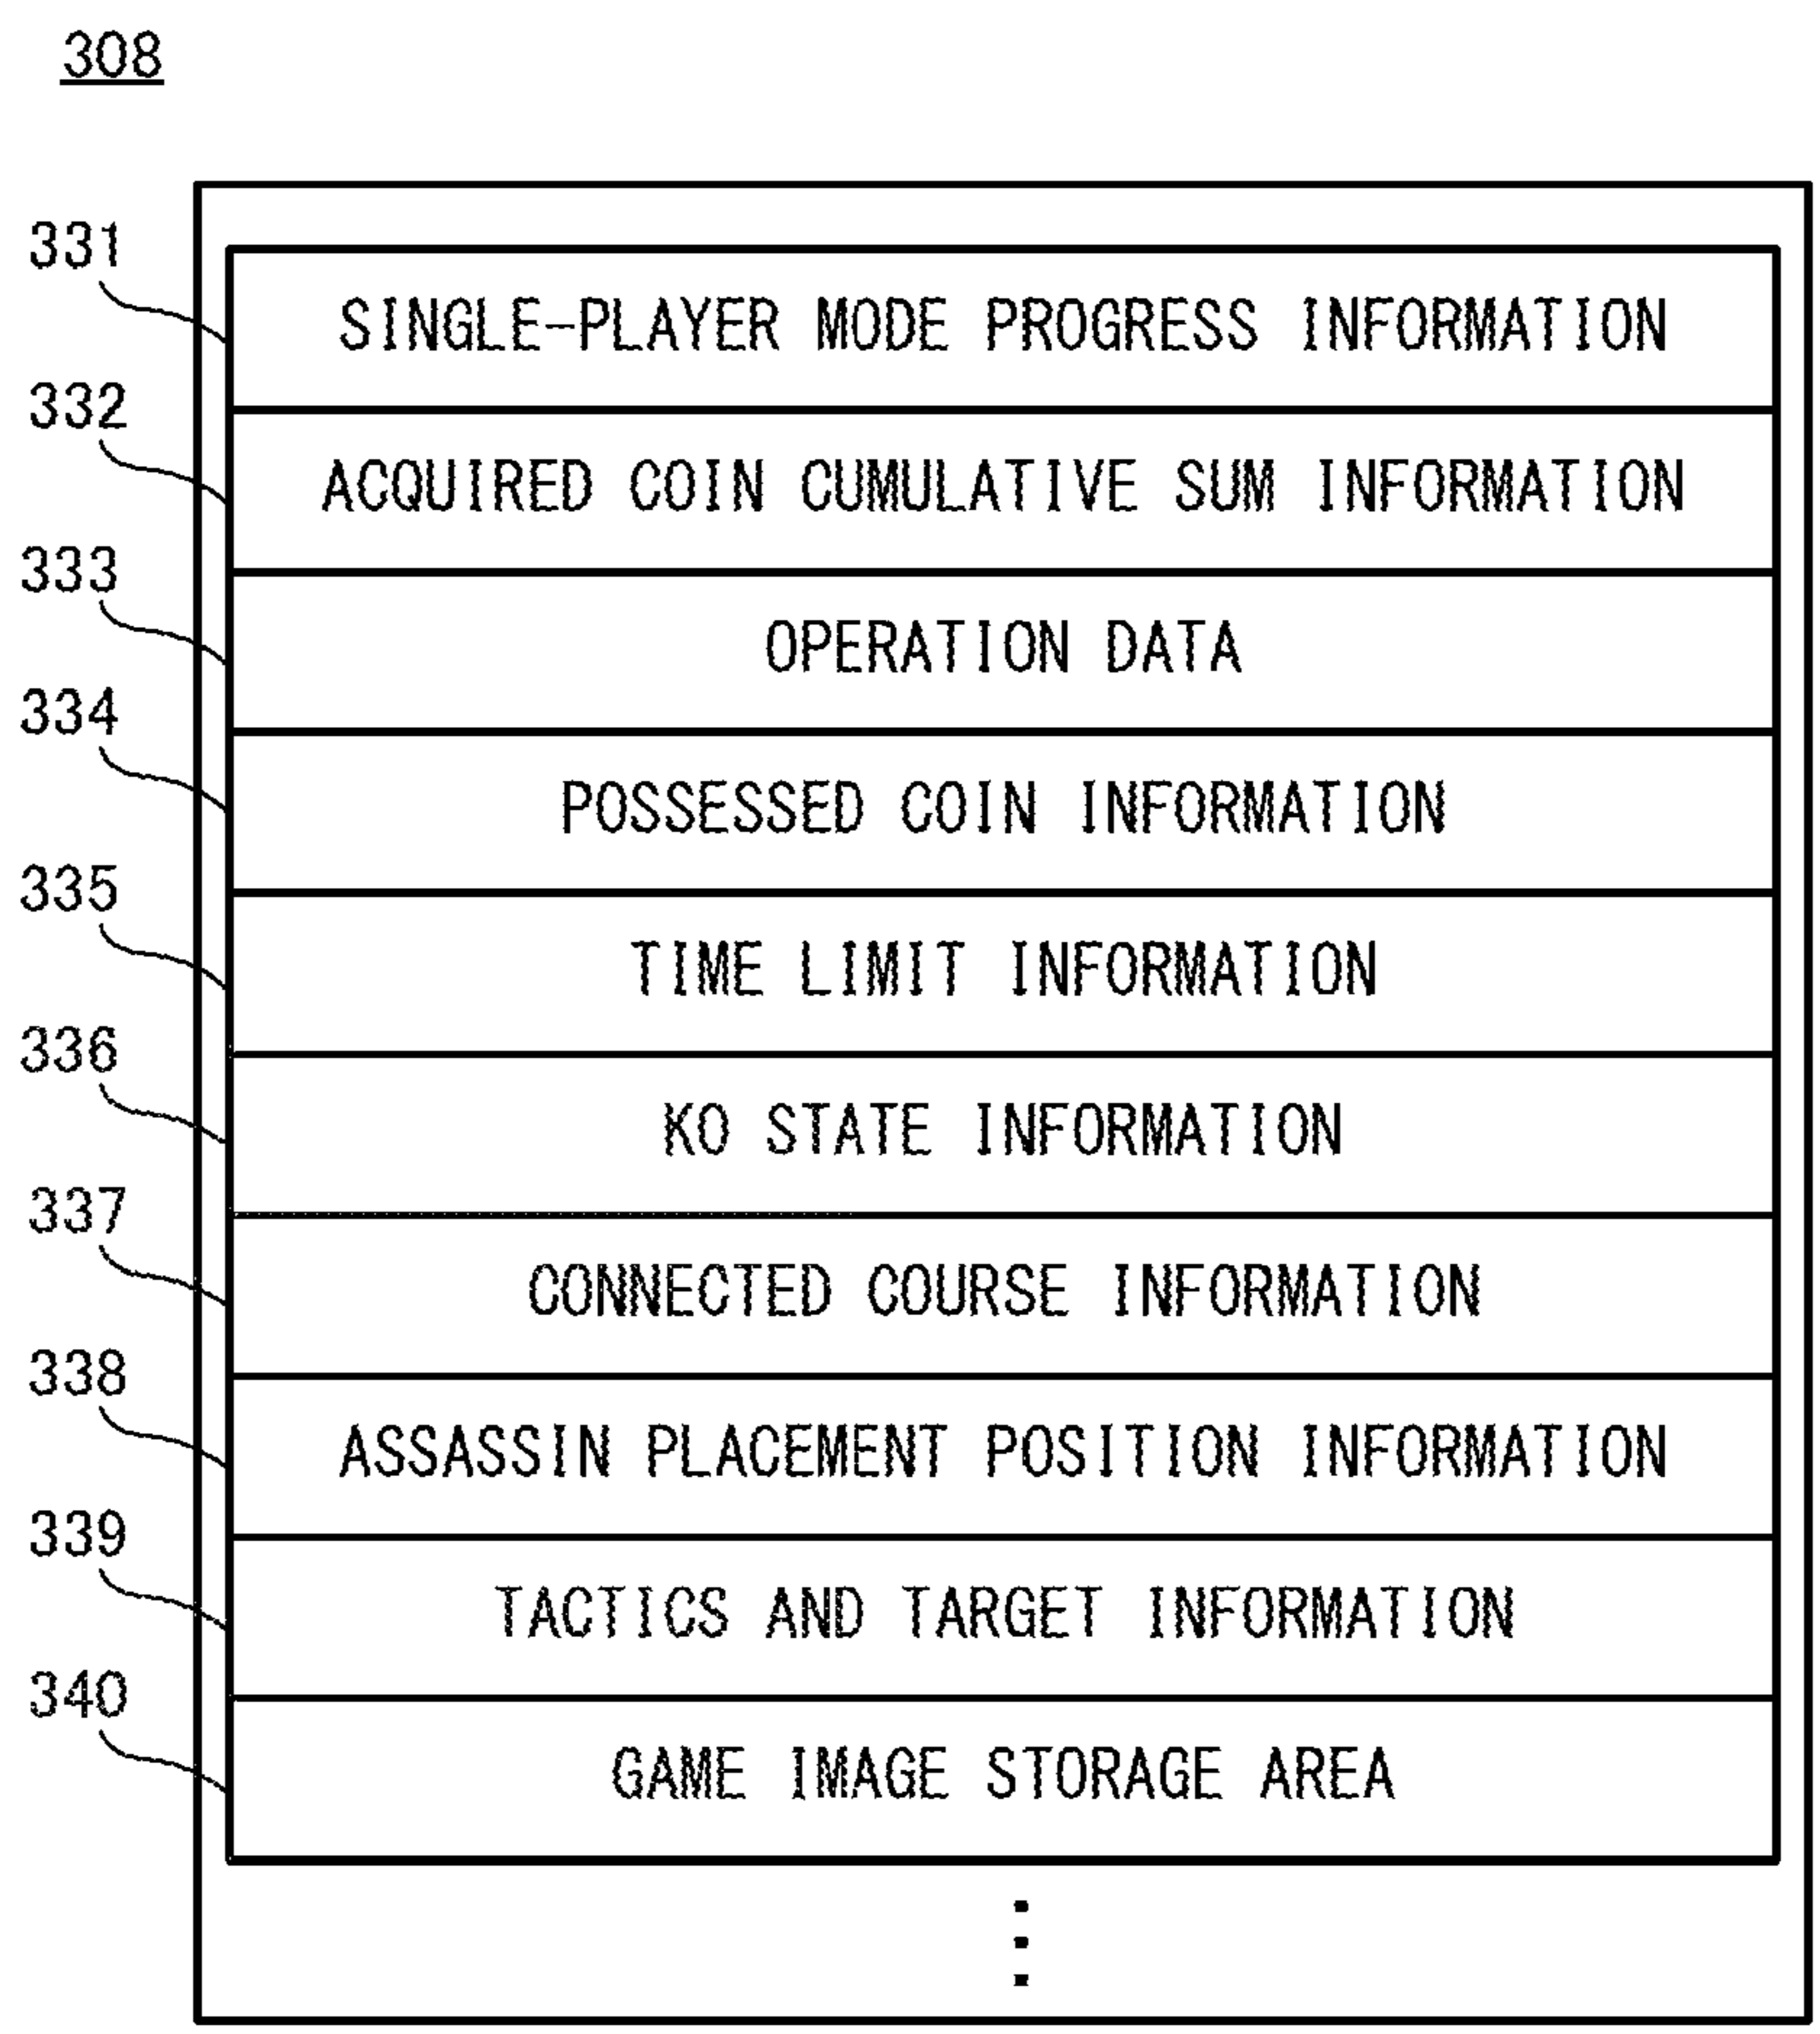 308
331 SINGLE-PLAYER MODE PROGRESS INFORMATION
332 ACQUIRED COIN CUMULATIVE SUM INFORMATION
333 OPERATION DATA
334 POSSESSED COIN INFORMATION
335 TIME LIMIT INFORMATION
336 KO STATE INFORMATION
337 CONNECTED COURSE INFORMATION
338 ASSASSIN PLACEMENT POSITION INFORMATION
339 TACTICS AND TARGET INFORMATION
340 GAME IMAGE STORAGE AREA